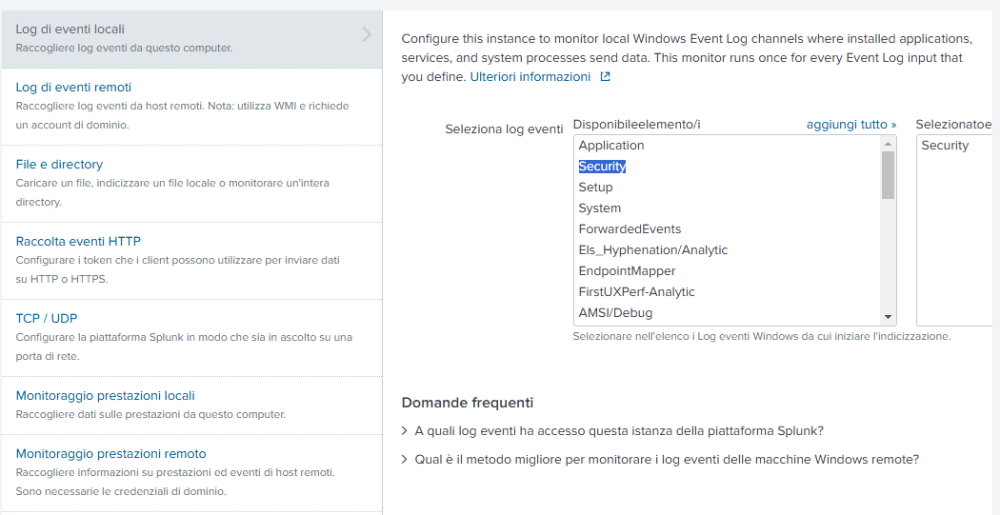 Log di eventi locali
Raccogliere log eventi da questo computer.
Log di eventi remoti
Raccogliere log eventi da host remoti. Nota: utilizza WMI e richiede
un account di dominio.
File e directory
Caricare un file, indicizzare un file locale o monitorare un'intera
directory.
Raccolta eventi HTTP
Configurare i token che i client possono utilizzare per inviare dati
su HTTP o HTTPS.
TCP / UDP
Configurare la piattaforma Splunk in modo che sia in ascolto su una
porta di rete.
Monitoraggio prestazioni locali
Raccogliere dati sulle prestazioni da questo computer.
Monitoraggio prestazioni remoto
Raccogliere informazioni su prestazioni ed eventi di host remoti.
Sono necessarie le credenziali di dominio.
Configure this instance to monitor local Windows Event Log channels where installed applications,
services, and system processes send data. This monitor runs once for every Event Log input that
you define. Ulteriori informazioni
Seleziona log eventi
Disponibileelemento/i
aggiungi tutto »
Application
Security
Setup
System
ForwardedEvents
Els_Hyphenation/Analytic
EndpointMapper
FirstUXPerf-Analytic
AMSI/Debug
Selezionatoe
Security
Selezionare nell'elenco i Log eventi Windows da cui iniziare l'indicizzazione.
Domande frequenti
A quali log eventi ha accesso questa istanza della piattaforma Splunk?
Qual è il metodo migliore per monitorare i log eventi delle macchine Windows remote?